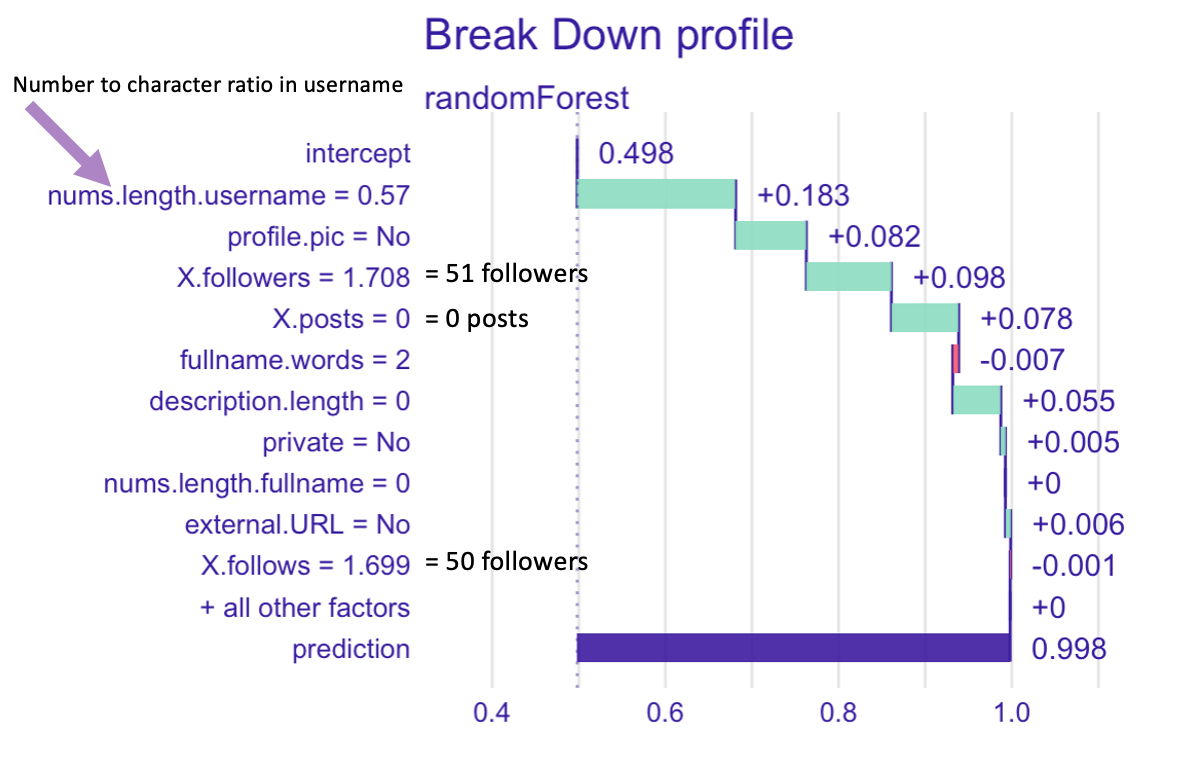 Break Down profile
Number to character ratio in username
randomForest
intercept 0.498
nums.length.username = 0.57 +0.183
profile.pic = No +0.082
X.followers = 1.708 = 51 followers +0.098
X.posts = 0 = 0 posts +0.078
fullname.words = 2 -0.007
description.length = 0 +0.055
private = No +0.005
nums.length.fullname = 0 +0
external.URL = No +0.006
X.follows = 1.699 = 50 followers -0.001
+ all other factors +0
prediction 0.998
0.4 0.6 0.8 1.0